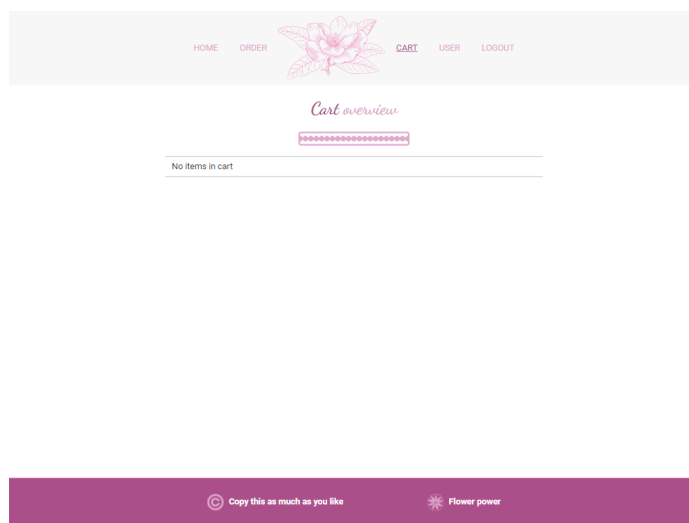 HOME ORDER CART USER LOGOUT
Cart overview
No items in cart
© Copy this as much as you like Flower power